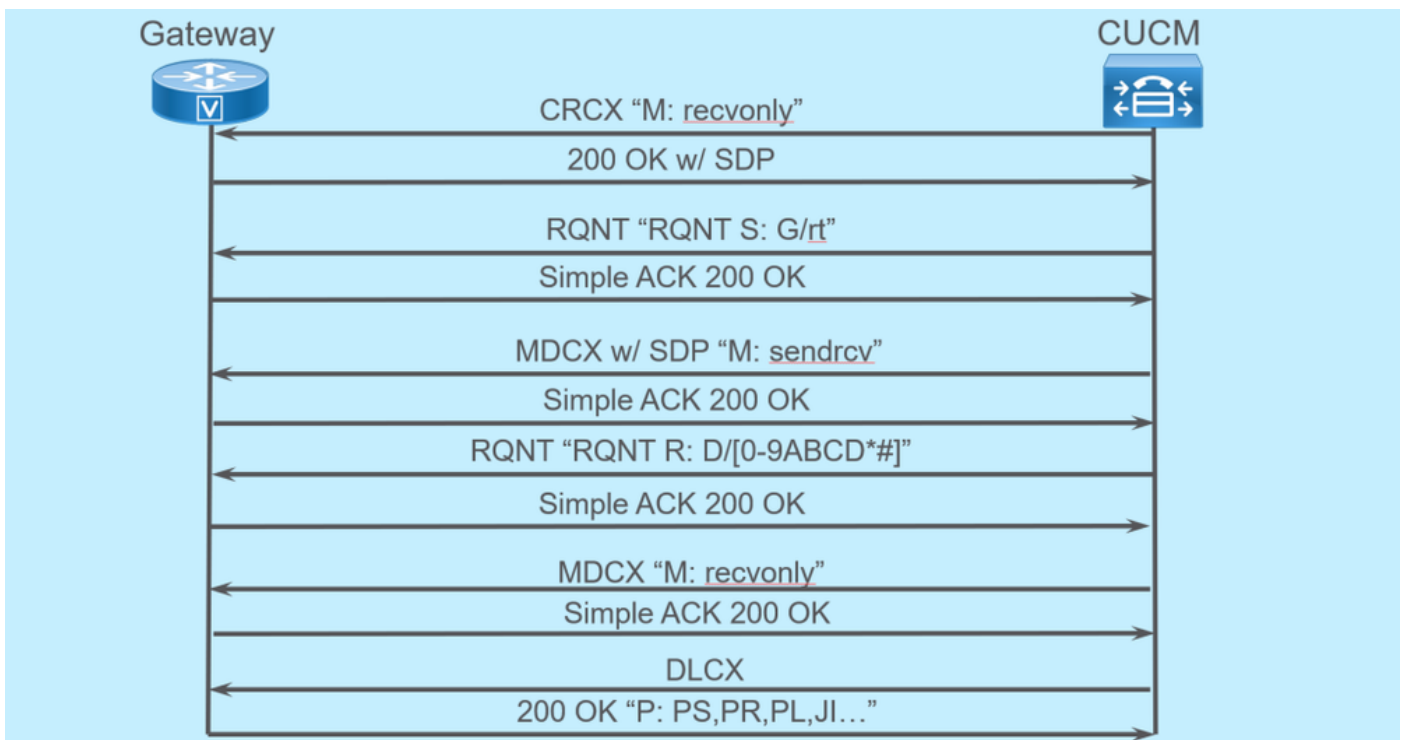 Gateway
CUCM
V
CRCX “M: recvonly”
200 OK w/ SDP
RQNT “RQNT S: G/rt”
Simple ACK 200 OK
MDCX w/ SDP “M: sendrcv”
Simple ACK 200 OK
RQNT “RQNT R: D/[0-9ABCD*#]”
Simple ACK 200 OK
MDCX “M: recvonly”
Simple ACK 200 OK
DLCX
200 OK “P: PS,PR,PL,JI…”